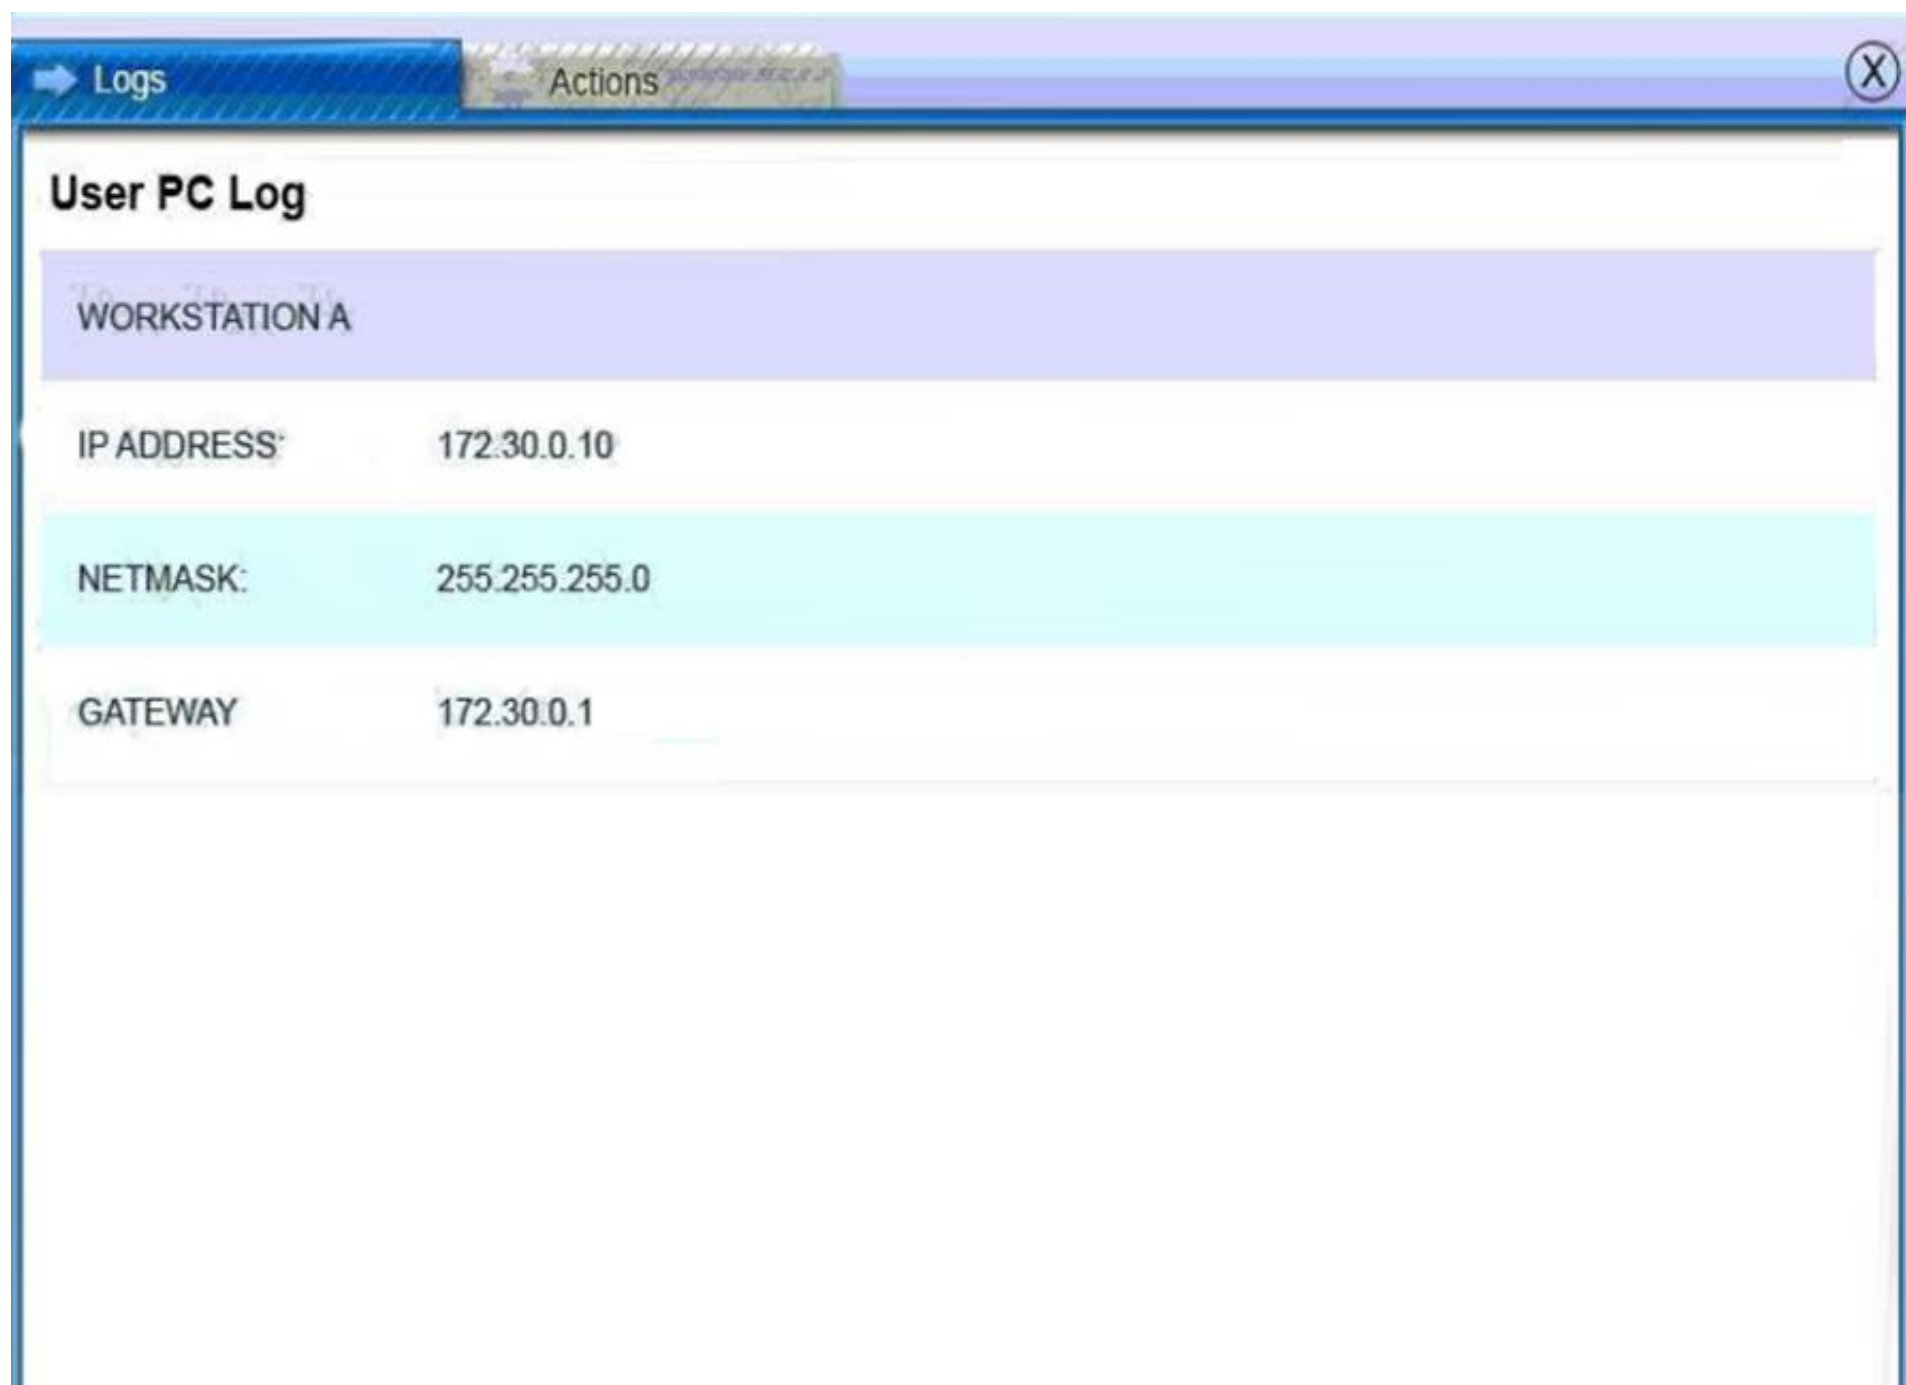 Logs
Actions
X
User PC Log
WORKSTATION A
IP ADDRESS:
172.30.0.10
NETMASK:
255.255.255.0
GATEWAY
172.30.0.1